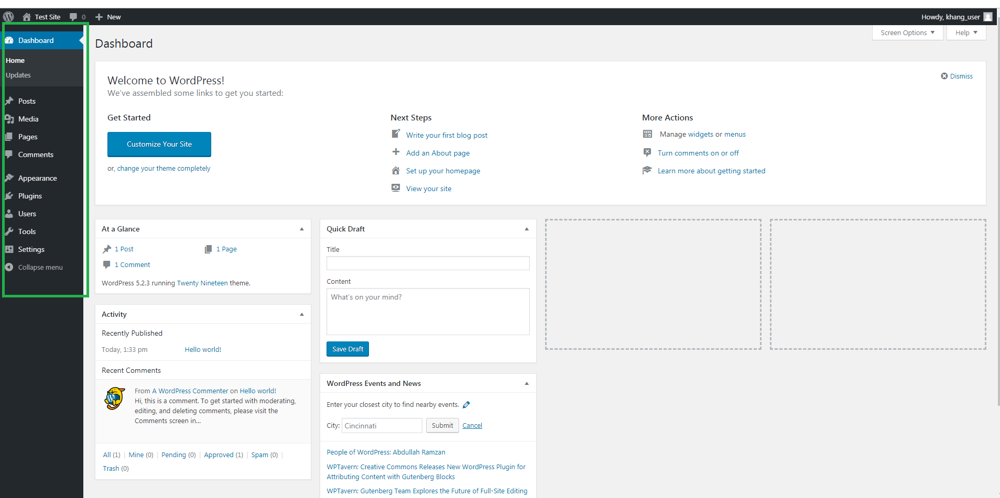 Test Site 0 New Howdy, khang_user
Dashboard
Home
Updates
Posts
Media
Pages
Comments
Appearance
Plugins
Users
Tools
Settings
Collapse menu
Screen Options Help
Dashboard
Welcome to WordPress!
We've assembled some links to get you started:
Dismiss
Get Started
Customize Your Site
or, change your theme completely
Next Steps
Write your first blog post
Add an About page
Set up your homepage
View your site
More Actions
Manage widgets or menus
Turn comments on or off
Learn more about getting started
At a Glance
1 Post 1 Page
1 Comment
WordPress 5.2.3 running Twenty Nineteen theme.
Activity
Recently Published
Today, 1:33 pm Hello world!
Recent Comments
From A WordPress Commenter on Hello world!
Hi, this is a comment. To get started with moderating,
editing, and deleting comments, please visit the
Comments screen in...
All (1) | Mine (0) | Pending (0) | Approved (1) | Spam (0) |
Trash (0)
Quick Draft
Title
Content
What's on your mind?
Save Draft
WordPress Events and News
Enter your closest city to find nearby events.
City: Cincinnati Submit Cancel
People of WordPress: Abdullah Ramzan
WPTavern: Creative Commons Releases New WordPress Plugin for
Attributing Content with Gutenberg Blocks
WPTavern: Gutenberg Team Explores the Future of Full-Site Editing